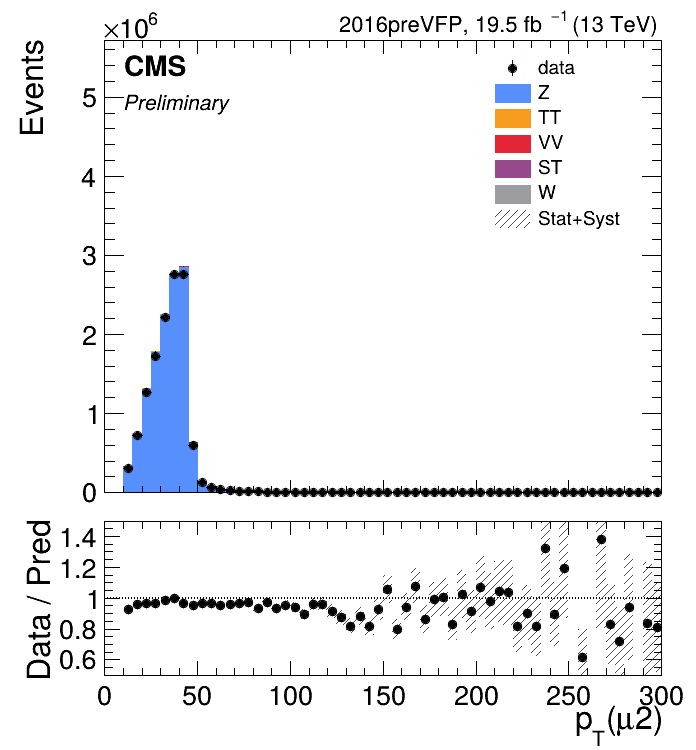 ×10⁶
2016preVFP, 19.5 fb ⁻¹ (13 TeV)
Events
CMS
Preliminary
data
Z
TT
VV
ST
W
Stat+Syst
5
4
3
2
1
0
Data / Pred
1.4
1.2
1
0.8
0.6
0 50 100 150 200 250 300
p_T(μ2)